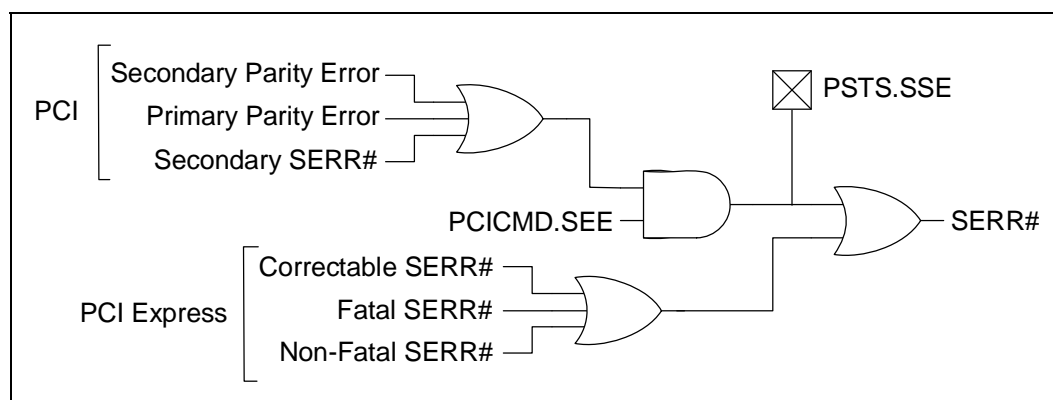 PCI
Secondary Parity Error
Primary Parity Error
Secondary SERR#
PSTS.SSE
PCICMD.SEE
SERR#
PCI Express
Correctable SERR#
Fatal SERR#
Non-Fatal SERR#